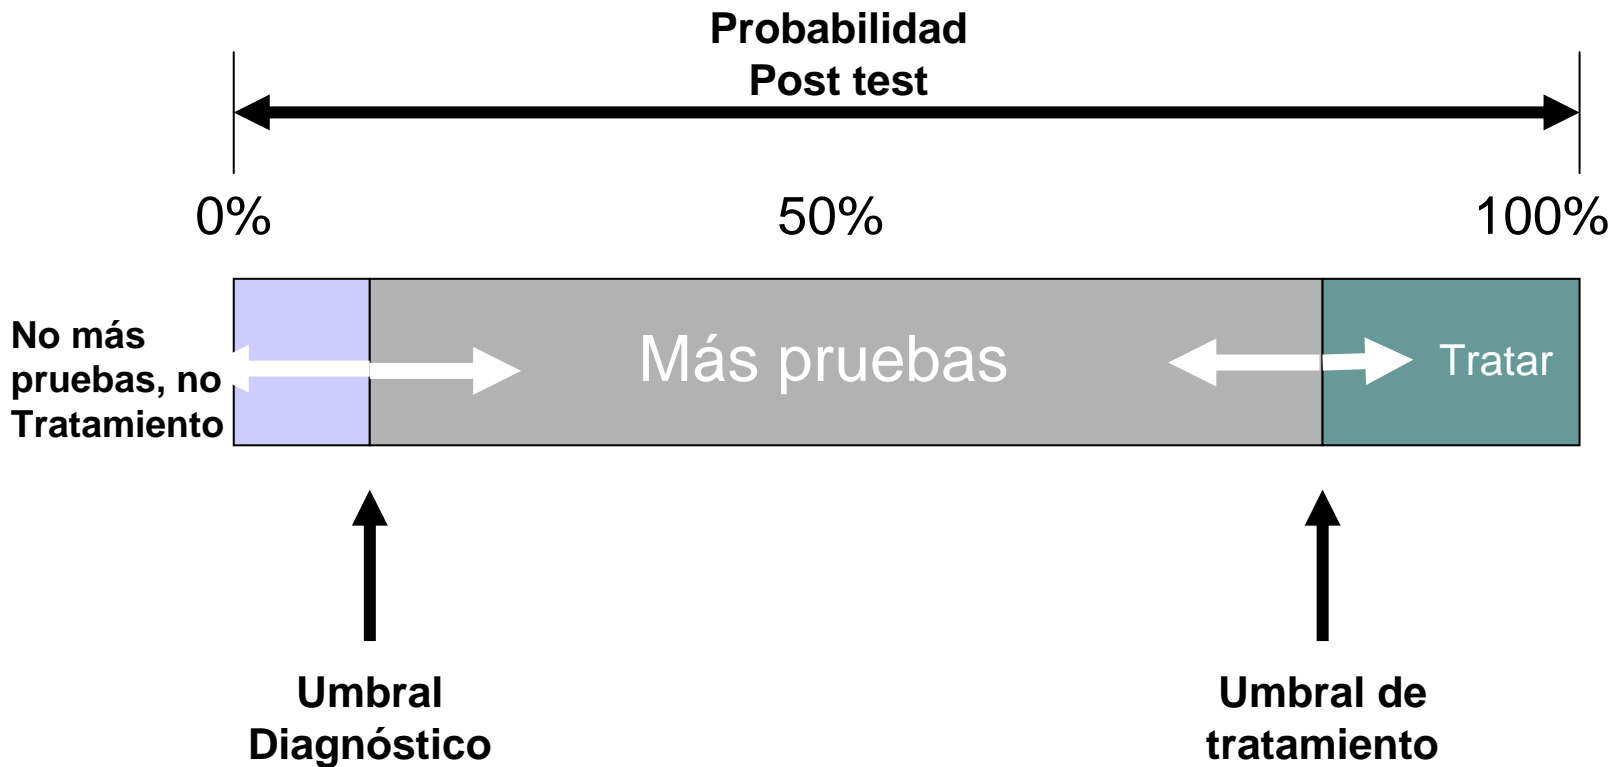 Probabilidad
Post test
0%
50%
100%
No más
pruebas, no
Tratamiento
Más pruebas
Tratar
Umbral
Diagnóstico
Umbral de
tratamiento